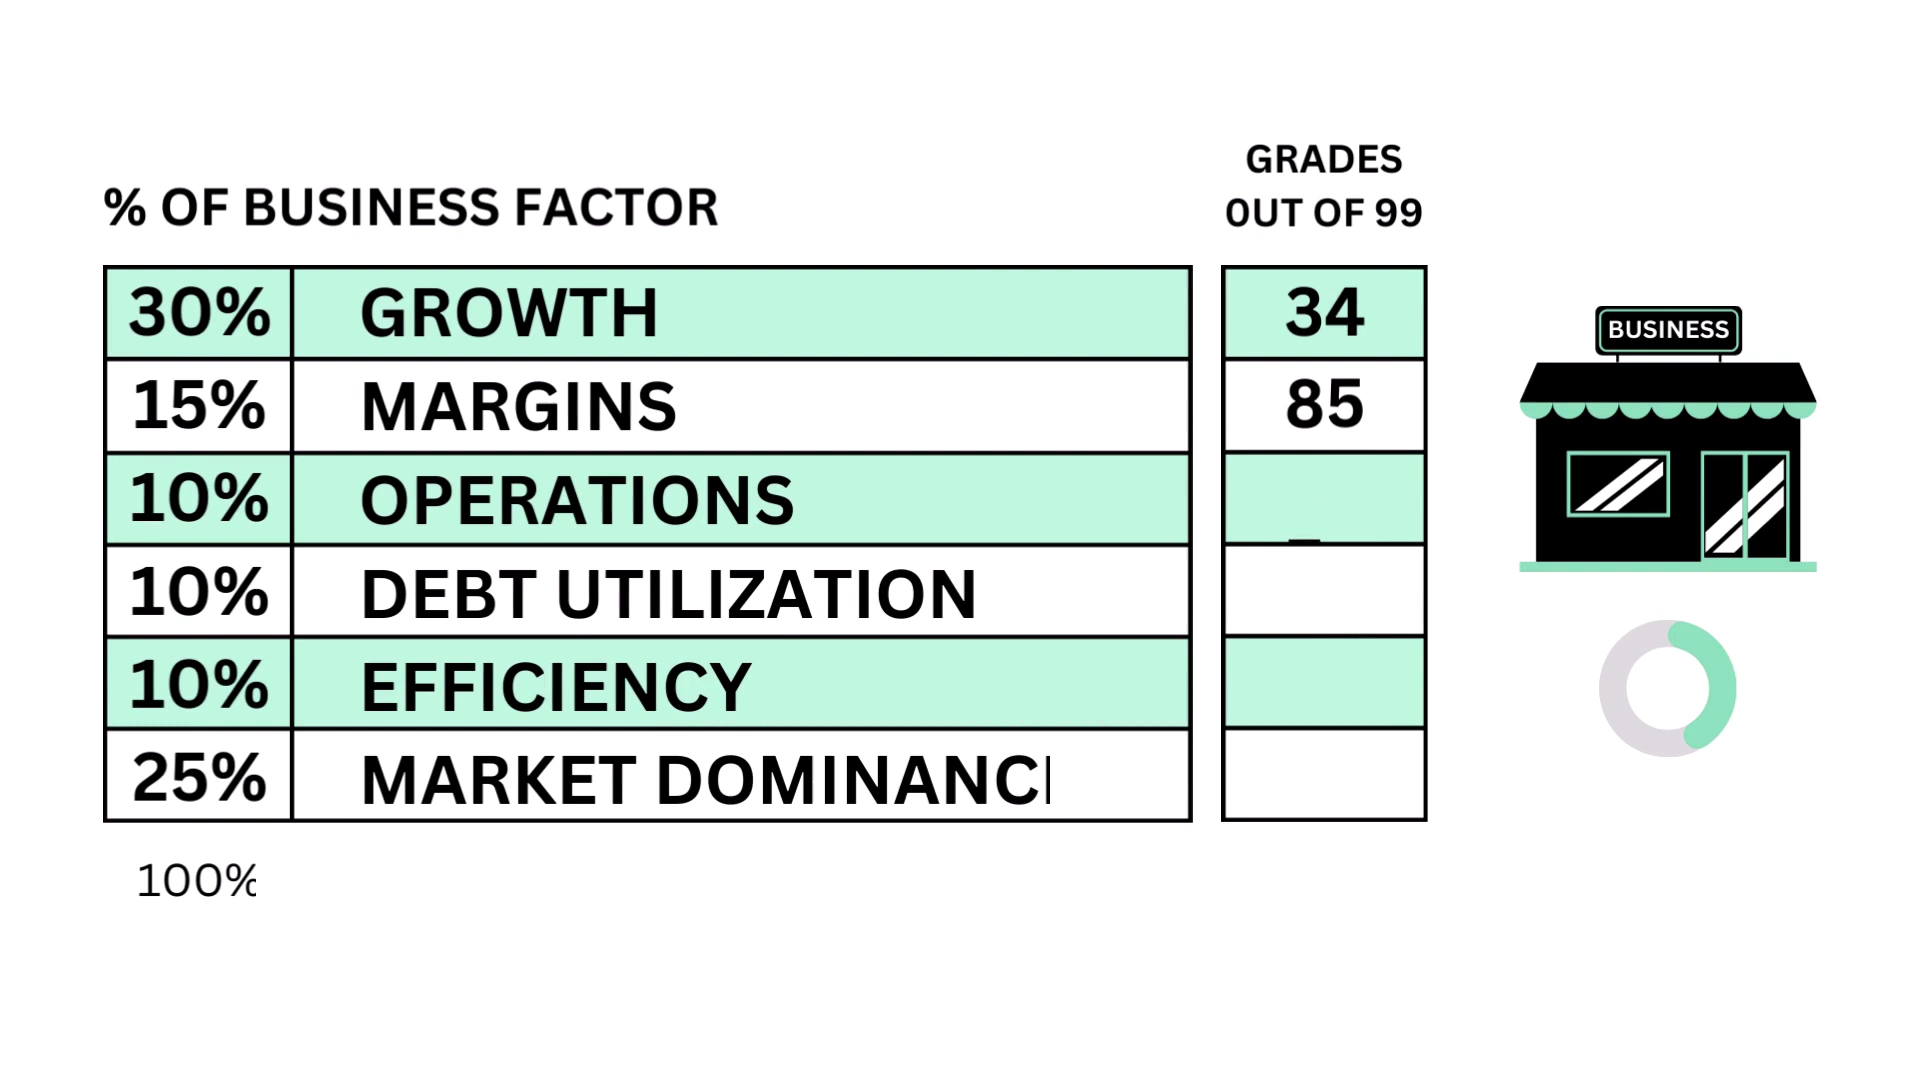 GRADES
% OF BUSINESS FACTOR
0UT OF 99
30% GROWTH 34
BUSINESS
15% MARGINS 85
10% OPERATIONS
10% DEBT UTILIZATION
10% EFFICIENCY
25% MARKET DOMINANC
100%